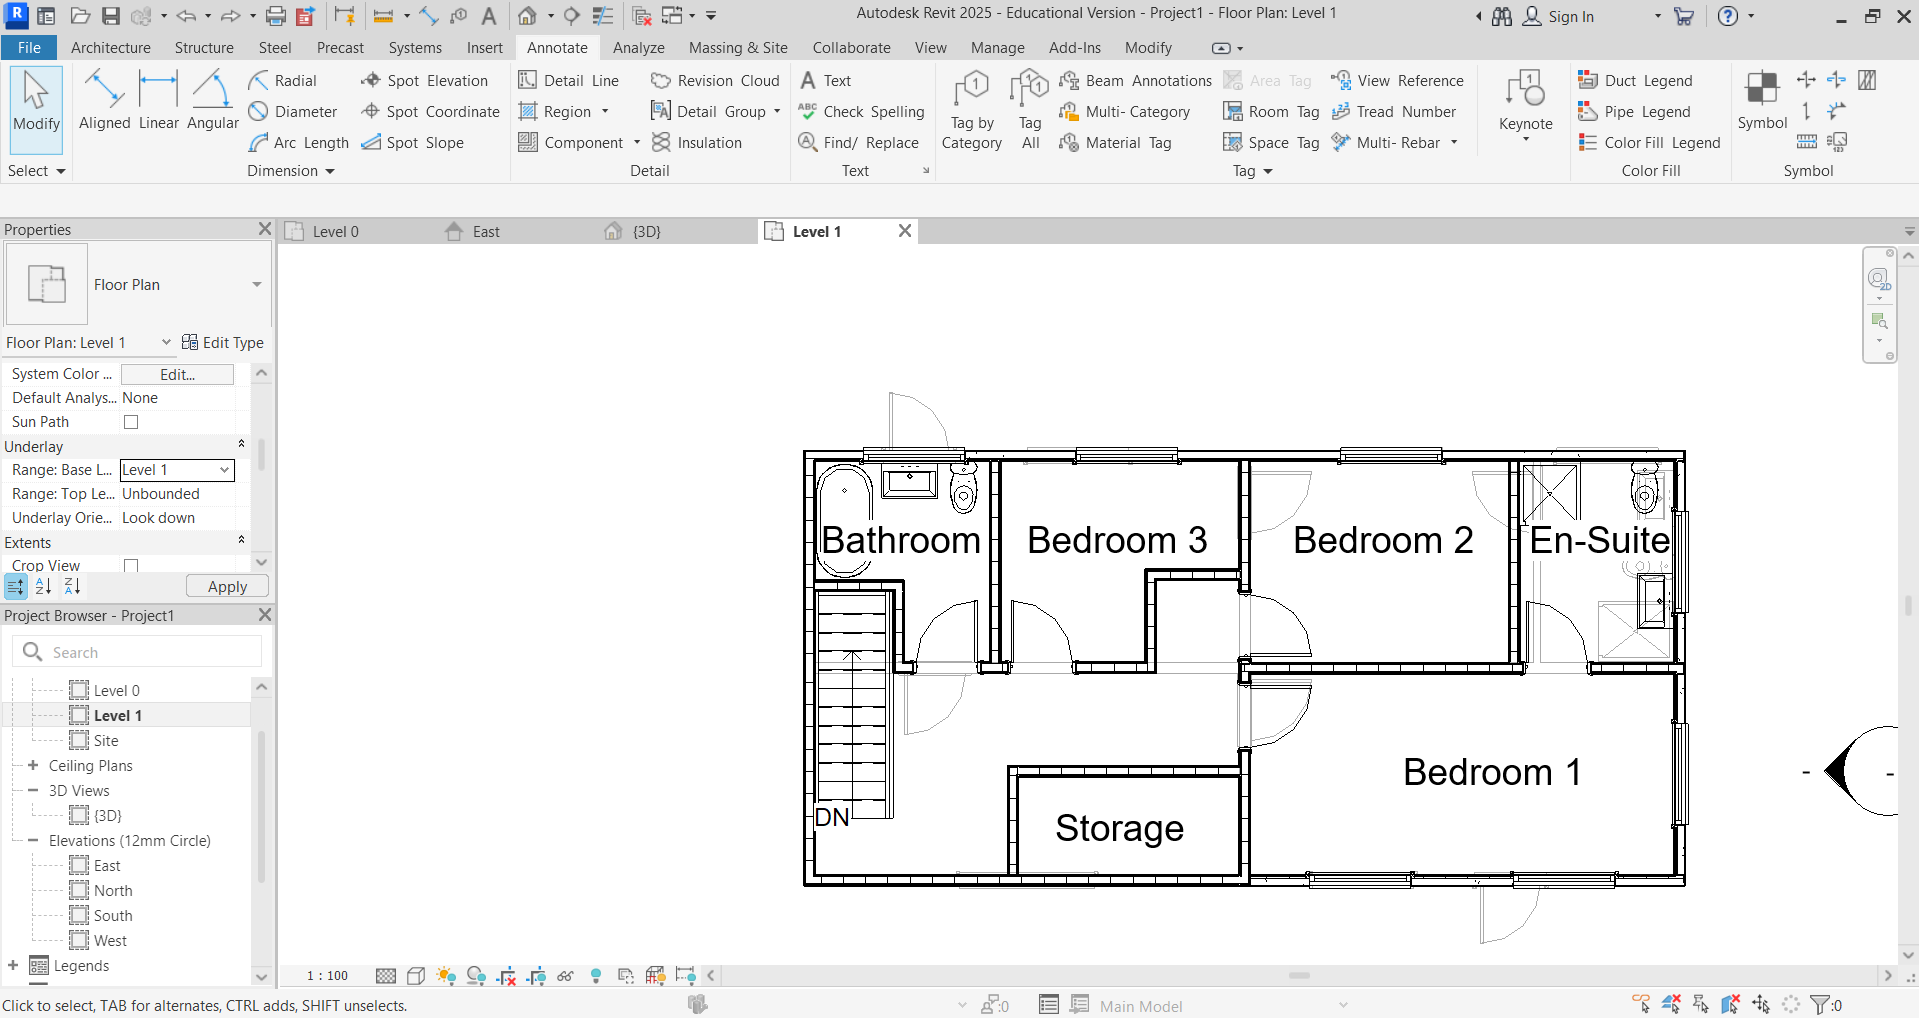 Autodesk Revit 2025 - Educational Version - Project1 - Floor Plan: Level 1
Sign In
File Architecture Structure Steel Precast Systems Insert Annotate Analyze Massing & Site Collaborate View Manage Add-Ins Modify
Modify
Select
Aligned
Linear
Angular
Radial
Diameter
Arc Length
Spot Elevation
Spot Coordinate
Spot Slope
Dimension
Detail Line
Region
Component
Revision Cloud
Detail Group
Insulation
Detail
Text
Check Spelling
Find/ Replace
Text
Tag by
Category
Tag
All
Beam Annotations
Multi- Category
Material Tag
Area Tag
Room Tag
Space Tag
View Reference
Tread Number
Multi- Rebar
Tag
Keynote
Duct Legend
Pipe Legend
Color Fill Legend
Color Fill
Symbol
Symbol
Properties
Floor Plan
Floor Plan: Level 1
Edit Type
System Color ... Edit...
Default Analys... None
Sun Path
Underlay
Range: Base L... Level 1
Range: Top Le... Unbounded
Underlay Orie... Look down
Extents
Crop View
Apply
Project Browser - Project1
Search
Level 0
Level 1
Site
Ceiling Plans
3D Views
{3D}
Elevations (12mm Circle)
East
North
South
West
Legends
Level 0 East {3D} Level 1
2D
Bathroom Bedroom 3 Bedroom 2 En-Suite
Bedroom 1
DN
Storage
1 : 100
Click to select, TAB for alternates, CTRL adds, SHIFT unselects.
:0
Main Model
:0